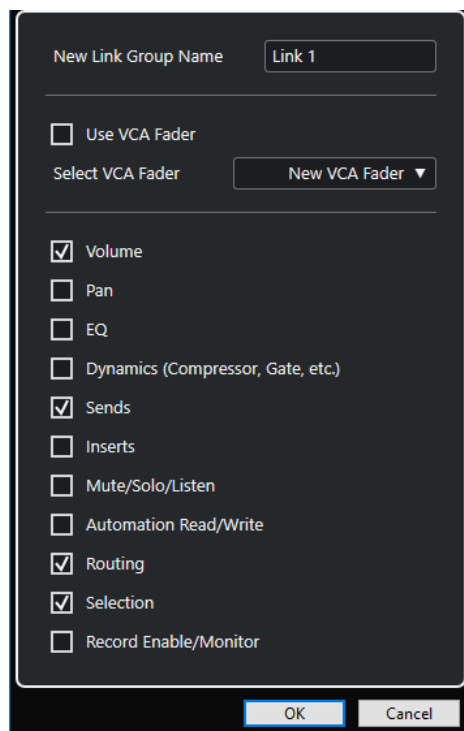 New Link Group Name Link 1
Use VCA Fader
Select VCA Fader New VCA Fader
Volume
Pan
EQ
Dynamics (Compressor, Gate, etc.)
Sends
Inserts
Mute/Solo/Listen
Automation Read/Write
Routing
Selection
Record Enable/Monitor
OK Cancel